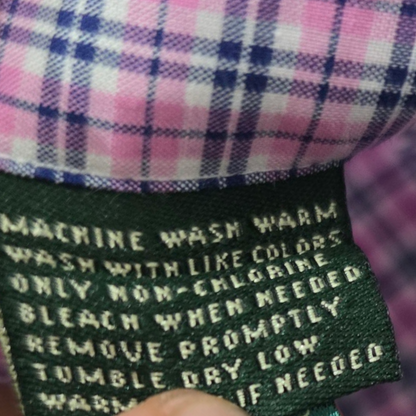 MACHINE WASH WARM
WASH WITH LIKE COLORS
ONLY NON-CHLORINE
BLEACH WHEN NEEDED
REMOVE PROMPTLY
TUMBLE DRY LOW
WARM IF NEEDED